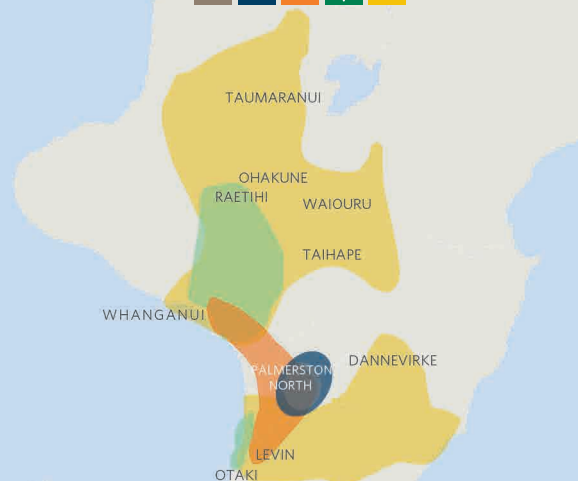 TAUMARANUI
OHAKUNE
RAETIHI
WAIOURU
TAIHAPE
WHANGANUI
PALMERSTON
NORTH
DANNEVIRKE
LEVIN
OTAKI